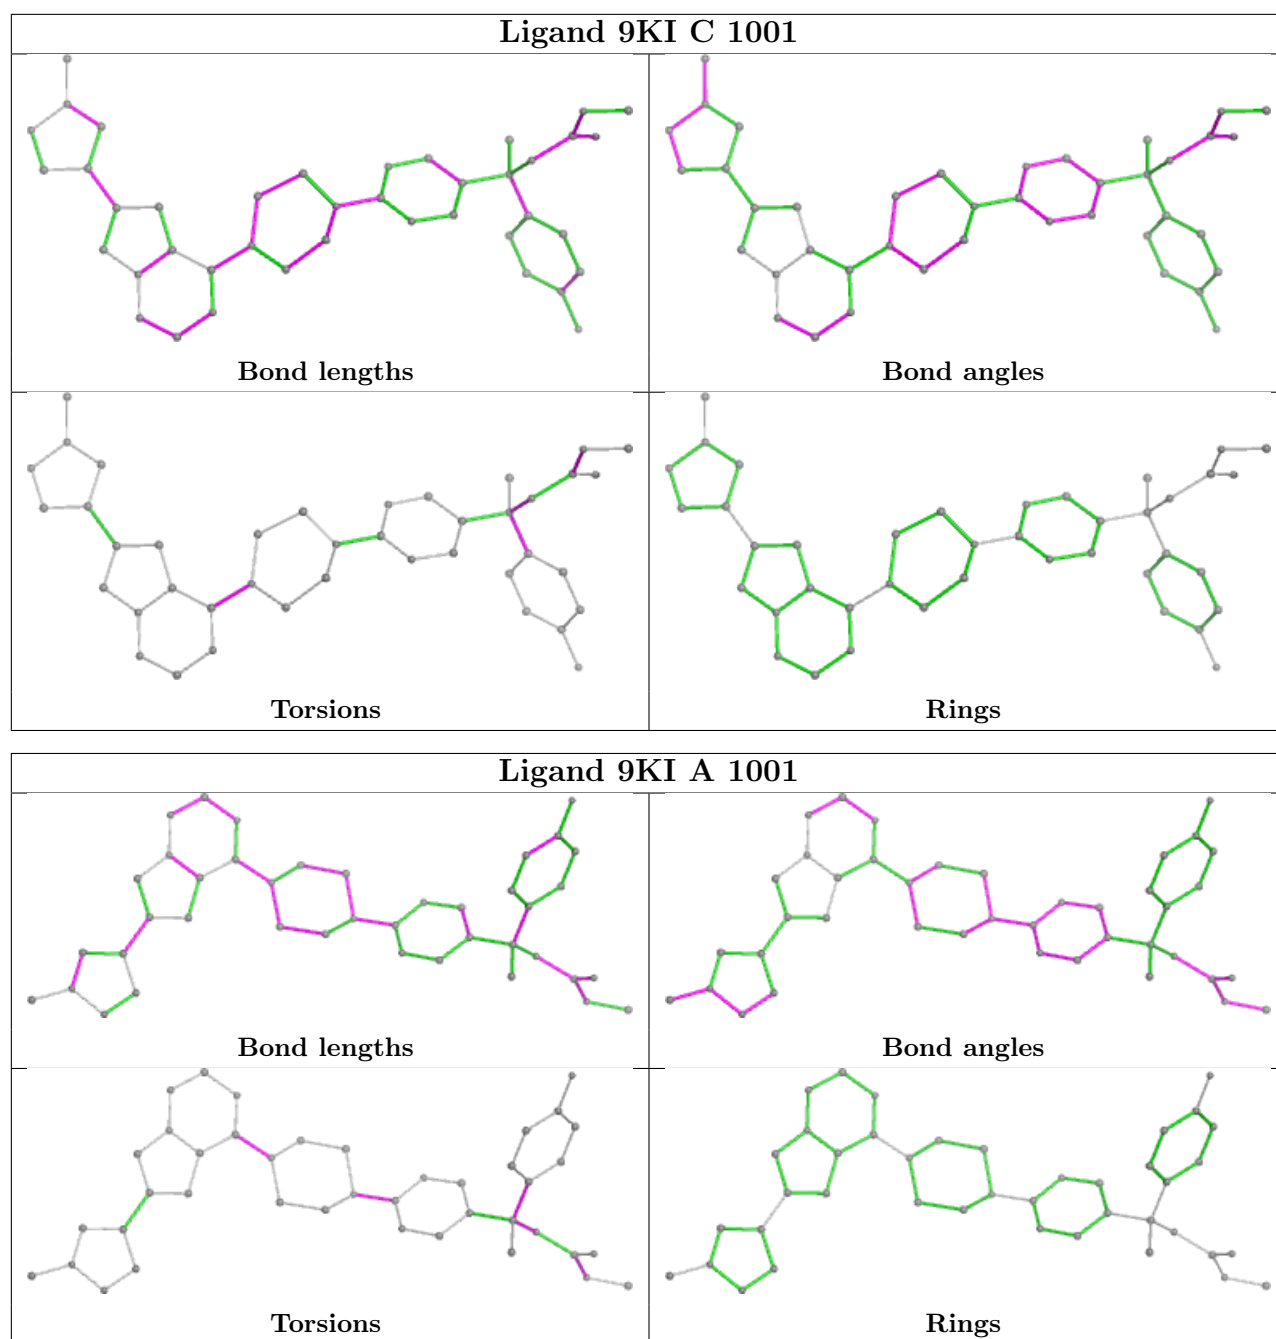 Ligand 9KI C 1001
Bond lengths
Bond angles
Torsions
Rings
Ligand 9KI A 1001
Bond lengths
Bond angles
Torsions
Rings